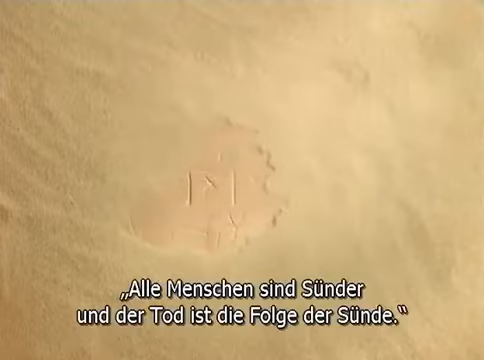 „Alle Menschen sind Sünder
und der Tod ist die Folge der Sünde.“